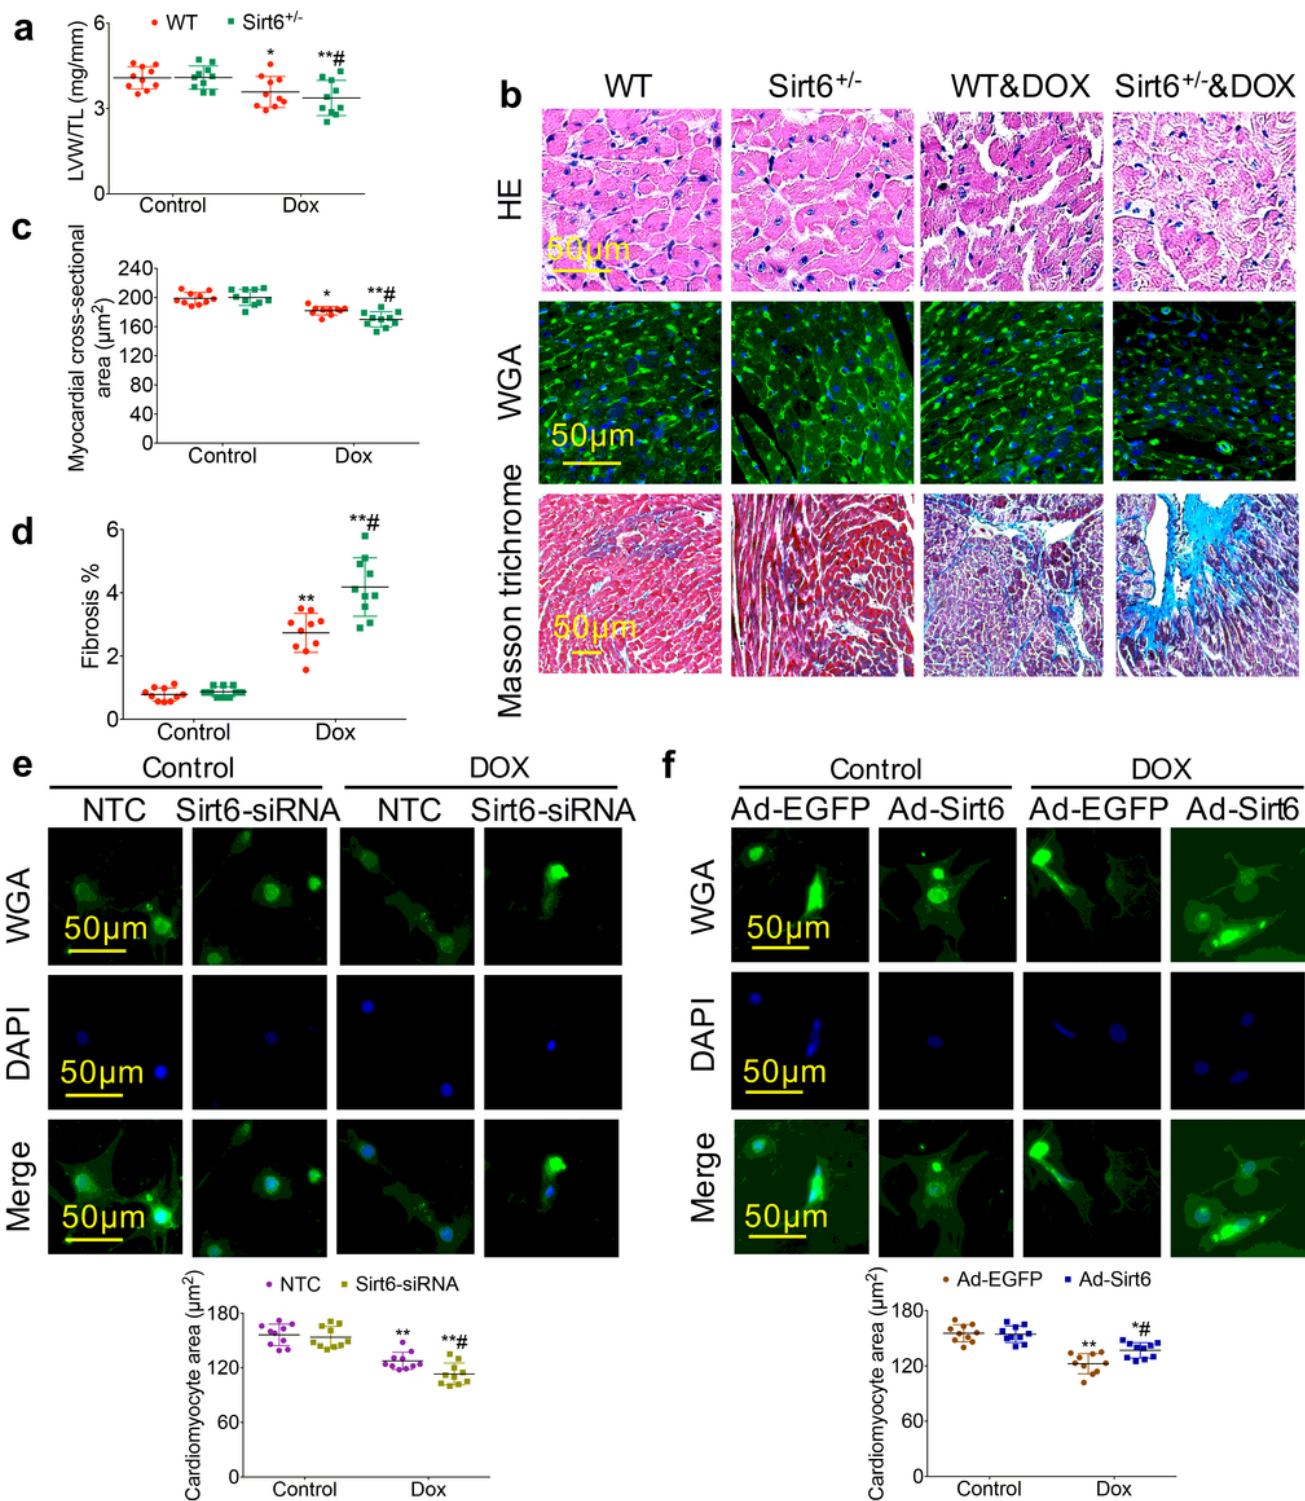 a
WT Sirt6+/-
LVW/TL (mg/mm)
6
3
0
* **#
Control Dox
b
WT Sirt6+/- WT&DOX Sirt6+/-&DOX
HE
50µm
WGA
50µm
Masson trichrome
50µm
c
Myocardial cross-sectional
area (µm²)
240
200
160
120
80
40
0
* **#
Control Dox
d
Fibrosis %
6
4
2
0
** **#
Control Dox
e
Control DOX
NTC Sirt6-siRNA NTC Sirt6-siRNA
WGA
50µm
DAPI
50µm
Merge
50µm
NTC Sirt6-siRNA
Cardiomyocyte area (µm²)
180
120
60
0
** **#
Control Dox
f
Control DOX
Ad-EGFP Ad-Sirt6 Ad-EGFP Ad-Sirt6
WGA
50µm
DAPI
50µm
Merge
50µm
Ad-EGFP Ad-Sirt6
Cardiomyocyte area (µm²)
180
120
60
0
** *#
Control Dox